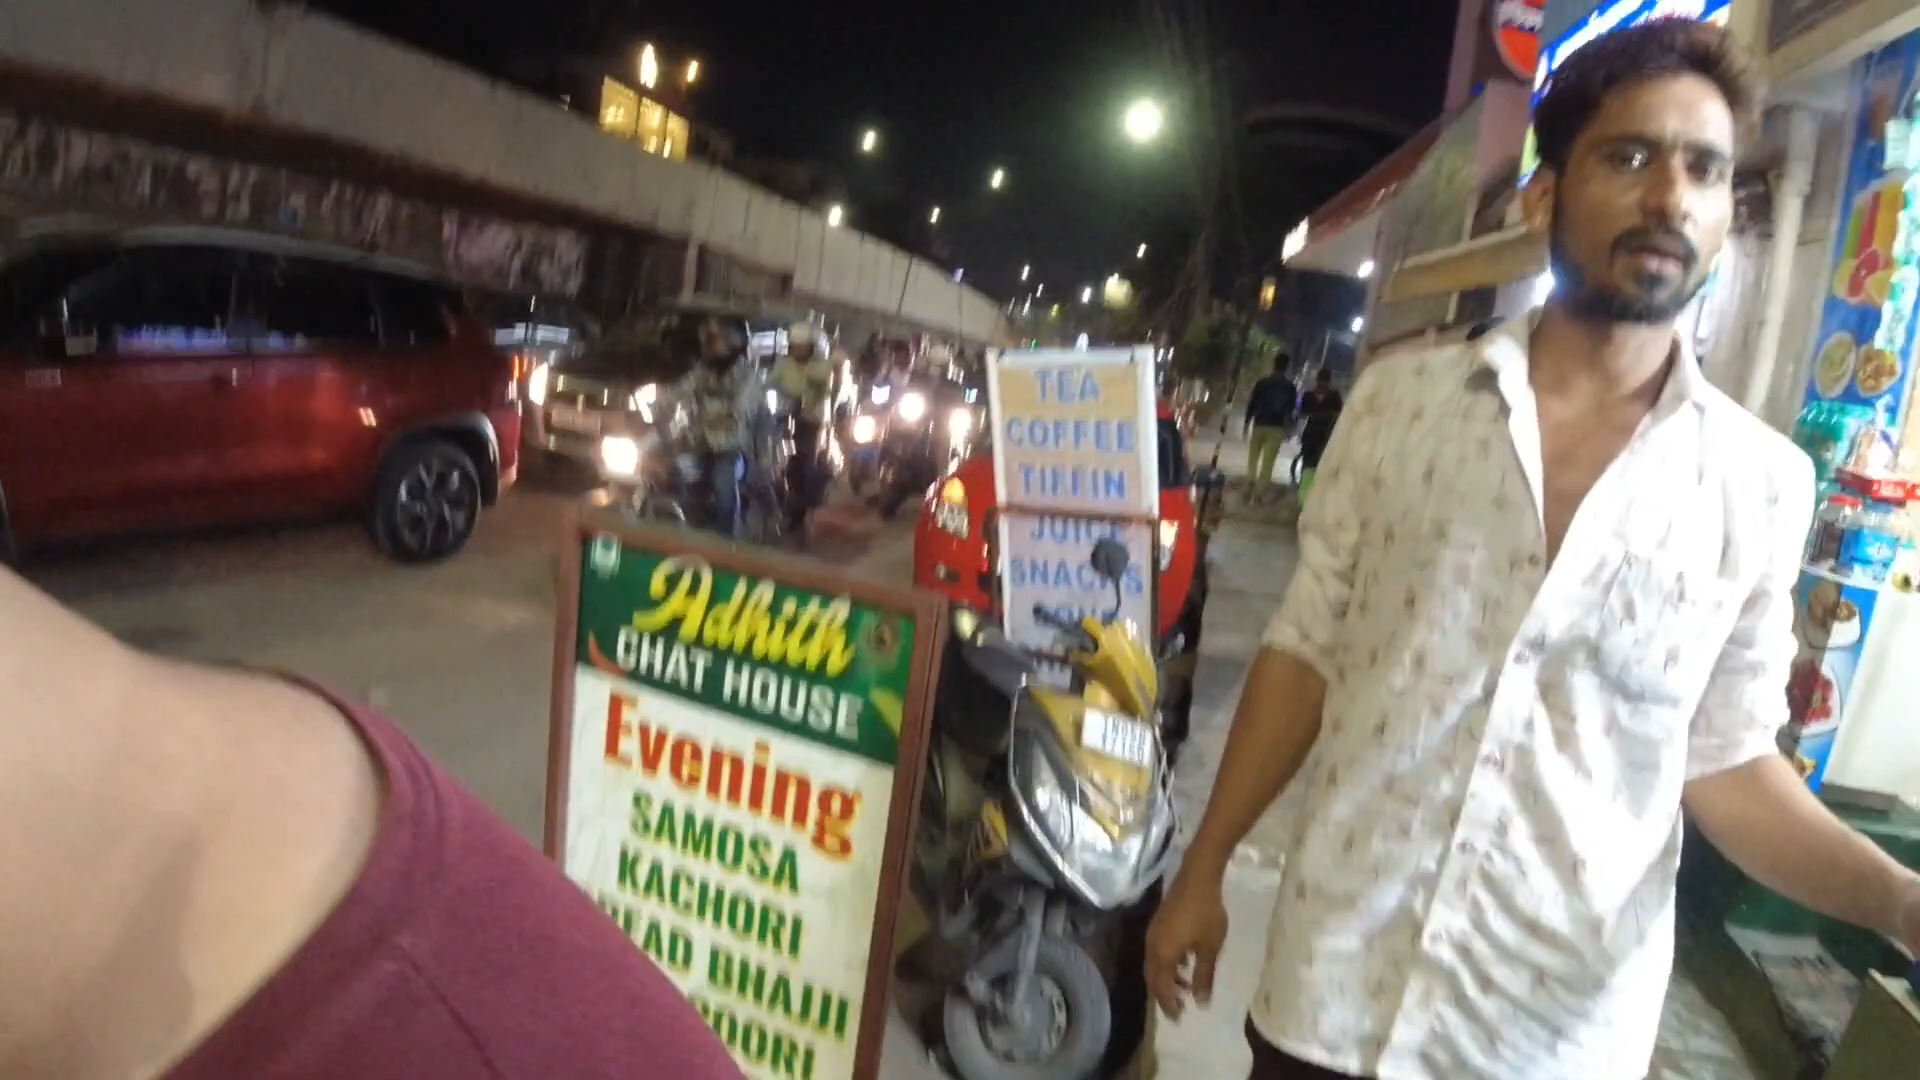 TEA
COFFEE
TIFFIN
JUICE
SNACKS
Adhith
CHAT HOUSE
Evening
SAMOSA
KACHORI
BHAJJI